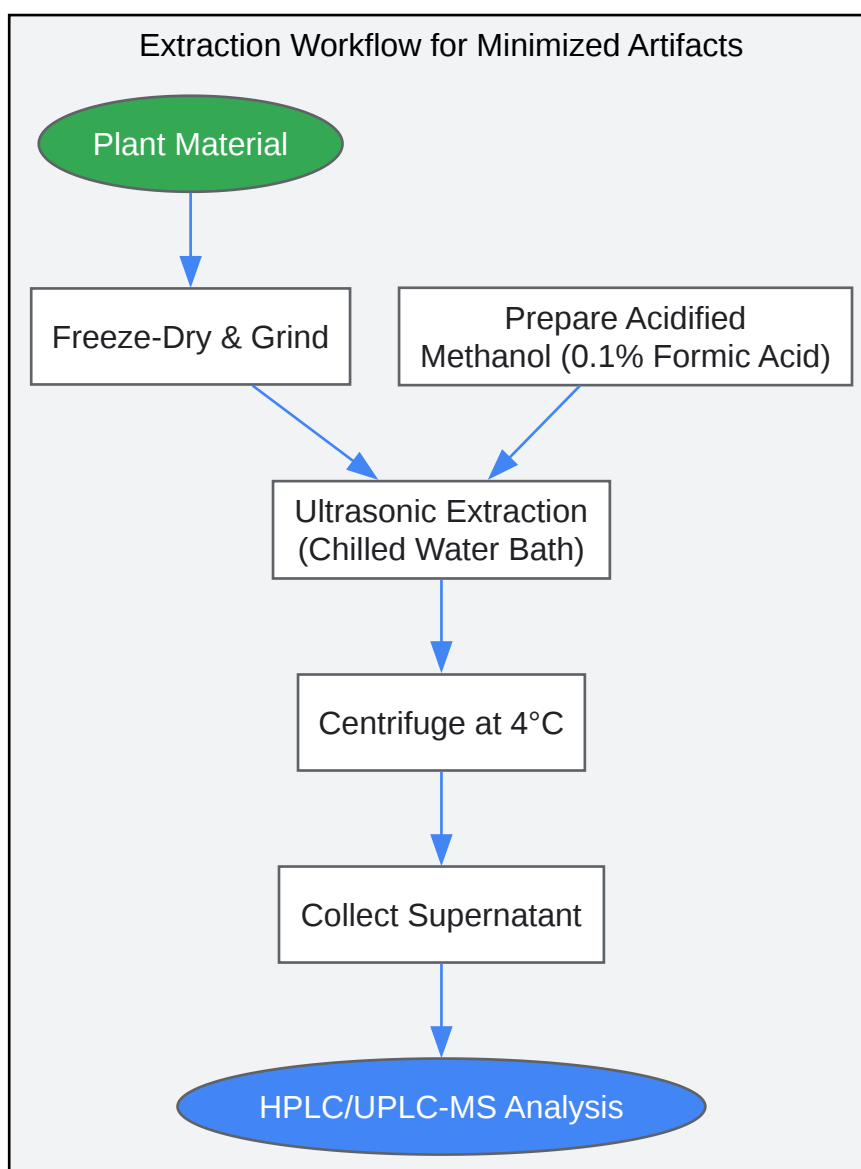 Extraction Workflow for Minimized Artifacts
Plant Material
Freeze-Dry & Grind
Prepare Acidified
Methanol (0.1% Formic Acid)
Ultrasonic Extraction
(Chilled Water Bath)
Centrifuge at 4°C
Collect Supernatant
HPLC/UPLC-MS Analysis